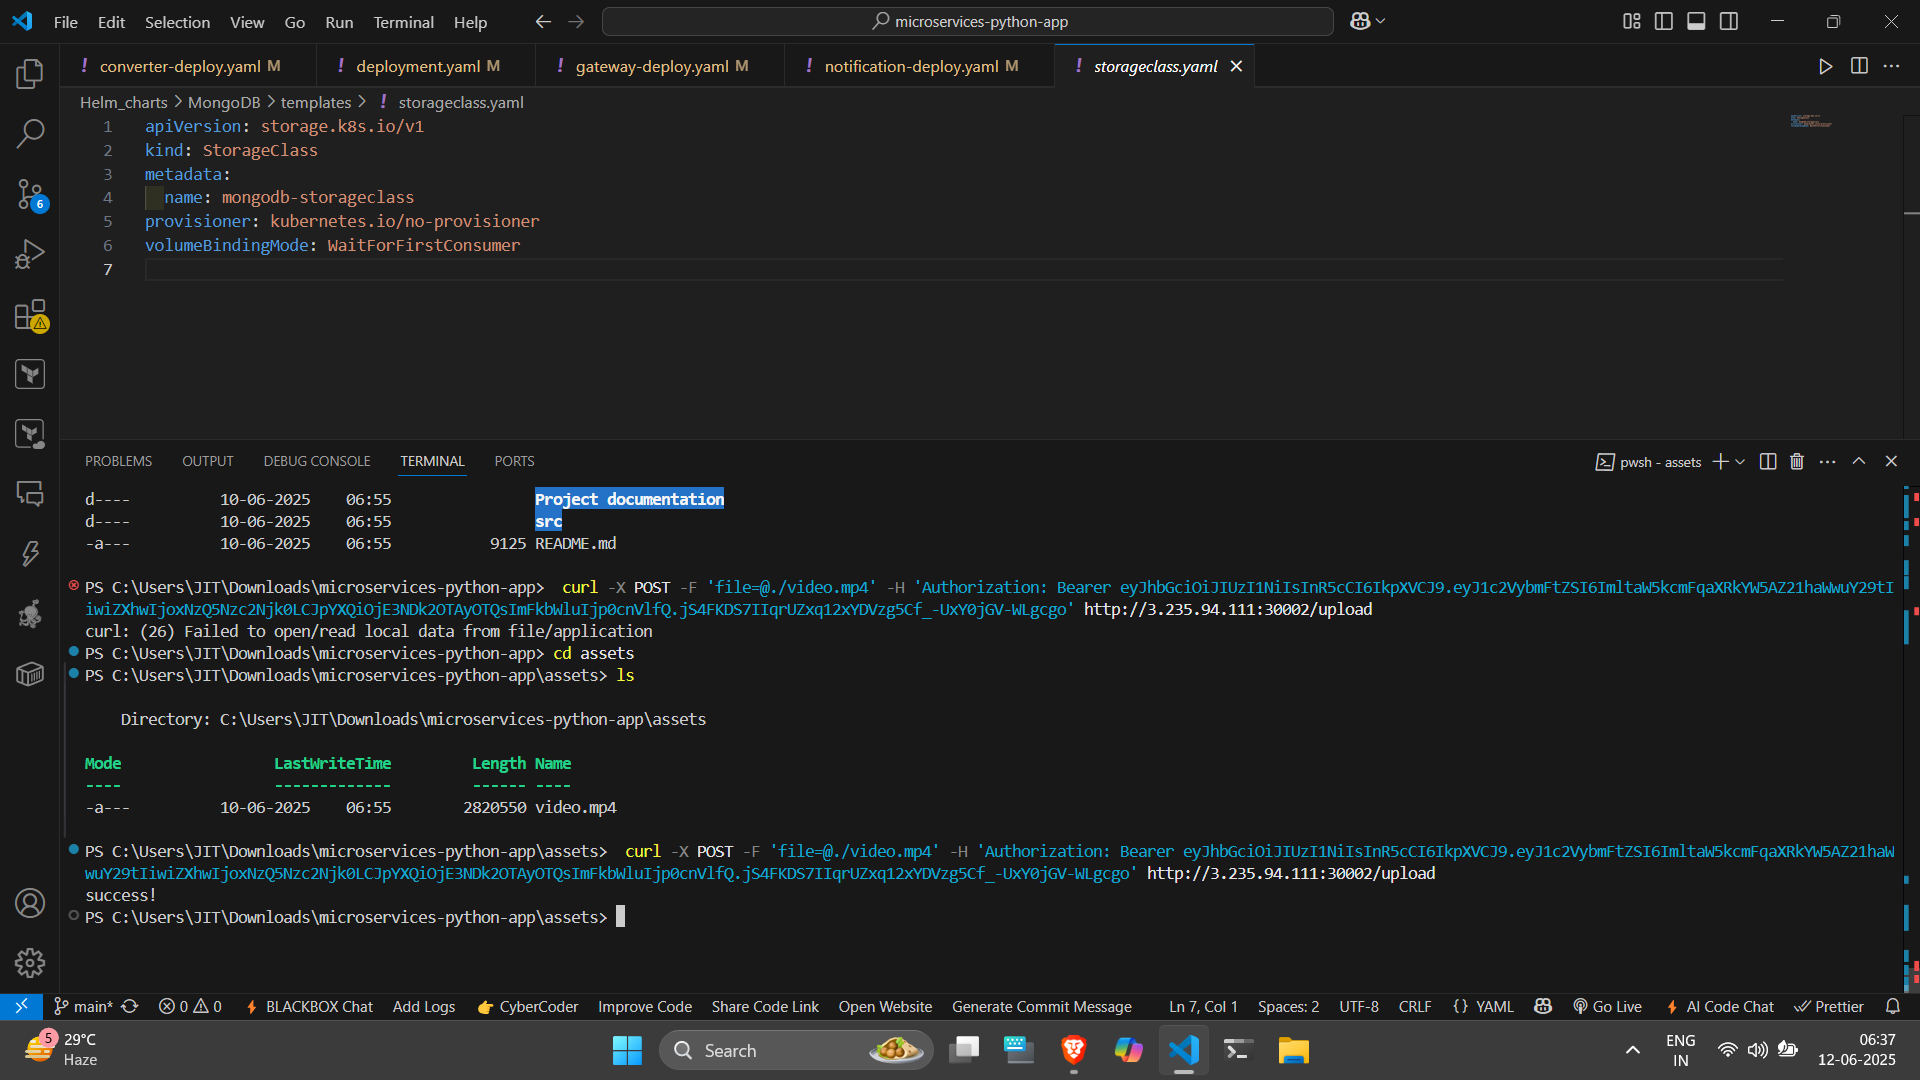 File Edit Selection View Go Run Terminal Help
microservices-python-app
! converter-deploy.yaml M
! deployment.yaml M
! gateway-deploy.yaml M
! notification-deploy.yaml M
! storageclass.yaml
Helm_charts > MongoDB > templates > ! storageclass.yaml
1 apiVersion: storage.k8s.io/v1
2 kind: StorageClass
3 metadata:
4 name: mongodb-storageclass
5 provisioner: kubernetes.io/no-provisioner
6 volumeBindingMode: WaitForFirstConsumer
7
6
PROBLEMS OUTPUT DEBUG CONSOLE TERMINAL PORTS
pwsh - assets
d---- 10-06-2025 06:55 Project documentation
d---- 10-06-2025 06:55 src
-a--- 10-06-2025 06:55 9125 README.md
PS C:\Users\JIT\Downloads\microservices-python-app> curl -X POST -F 'file=@./video.mp4' -H 'Authorization: Bearer eyJhbGciOiJIUzI1NiIsInR5cCI6IkpXVCJ9.eyJ1c2VybmFtZSI6ImltaW5kcmFqaXRkYW5AZ21haWwuY29tI
iwiZXhwIjoxNzQ5Nzc2Njk0LCJpYXQiOjE3NDk2OTAyOTQsImFkbWluIjp0cnVlfQ.jS4FKDS7IIqrUZxq12xYDVzg5Cf_-UxY0jGV-WLgcgo' http://3.235.94.111:30002/upload
curl: (26) Failed to open/read local data from file/application
PS C:\Users\JIT\Downloads\microservices-python-app> cd assets
PS C:\Users\JIT\Downloads\microservices-python-app\assets> ls
Directory: C:\Users\JIT\Downloads\microservices-python-app\assets
Mode LastWriteTime Length Name
---- ------------- ------ ----
-a--- 10-06-2025 06:55 2820550 video.mp4
PS C:\Users\JIT\Downloads\microservices-python-app\assets> curl -X POST -F 'file=@./video.mp4' -H 'Authorization: Bearer eyJhbGciOiJIUzI1NiIsInR5cCI6IkpXVCJ9.eyJ1c2VybmFtZSI6ImltaW5kcmFqaXRkYW5AZ21haW
wuY29tIiwiZXhwIjoxNzQ5Nzc2Njk0LCJpYXQiOjE3NDk2OTAyOTQsImFkbWluIjp0cnVlfQ.jS4FKDS7IIqrUZxq12xYDVzg5Cf_-UxY0jGV-WLgcgo' http://3.235.94.111:30002/upload
success!
PS C:\Users\JIT\Downloads\microservices-python-app\assets>
main* 0 0 BLACKBOX Chat Add Logs CyberCoder Improve Code Share Code Link Open Website Generate Commit Message Ln 7, Col 1 Spaces: 2 UTF-8 CRLF {} YAML Go Live AI Code Chat Prettier
5 29°C
Haze
Search
ENG
IN
06:37
12-06-2025